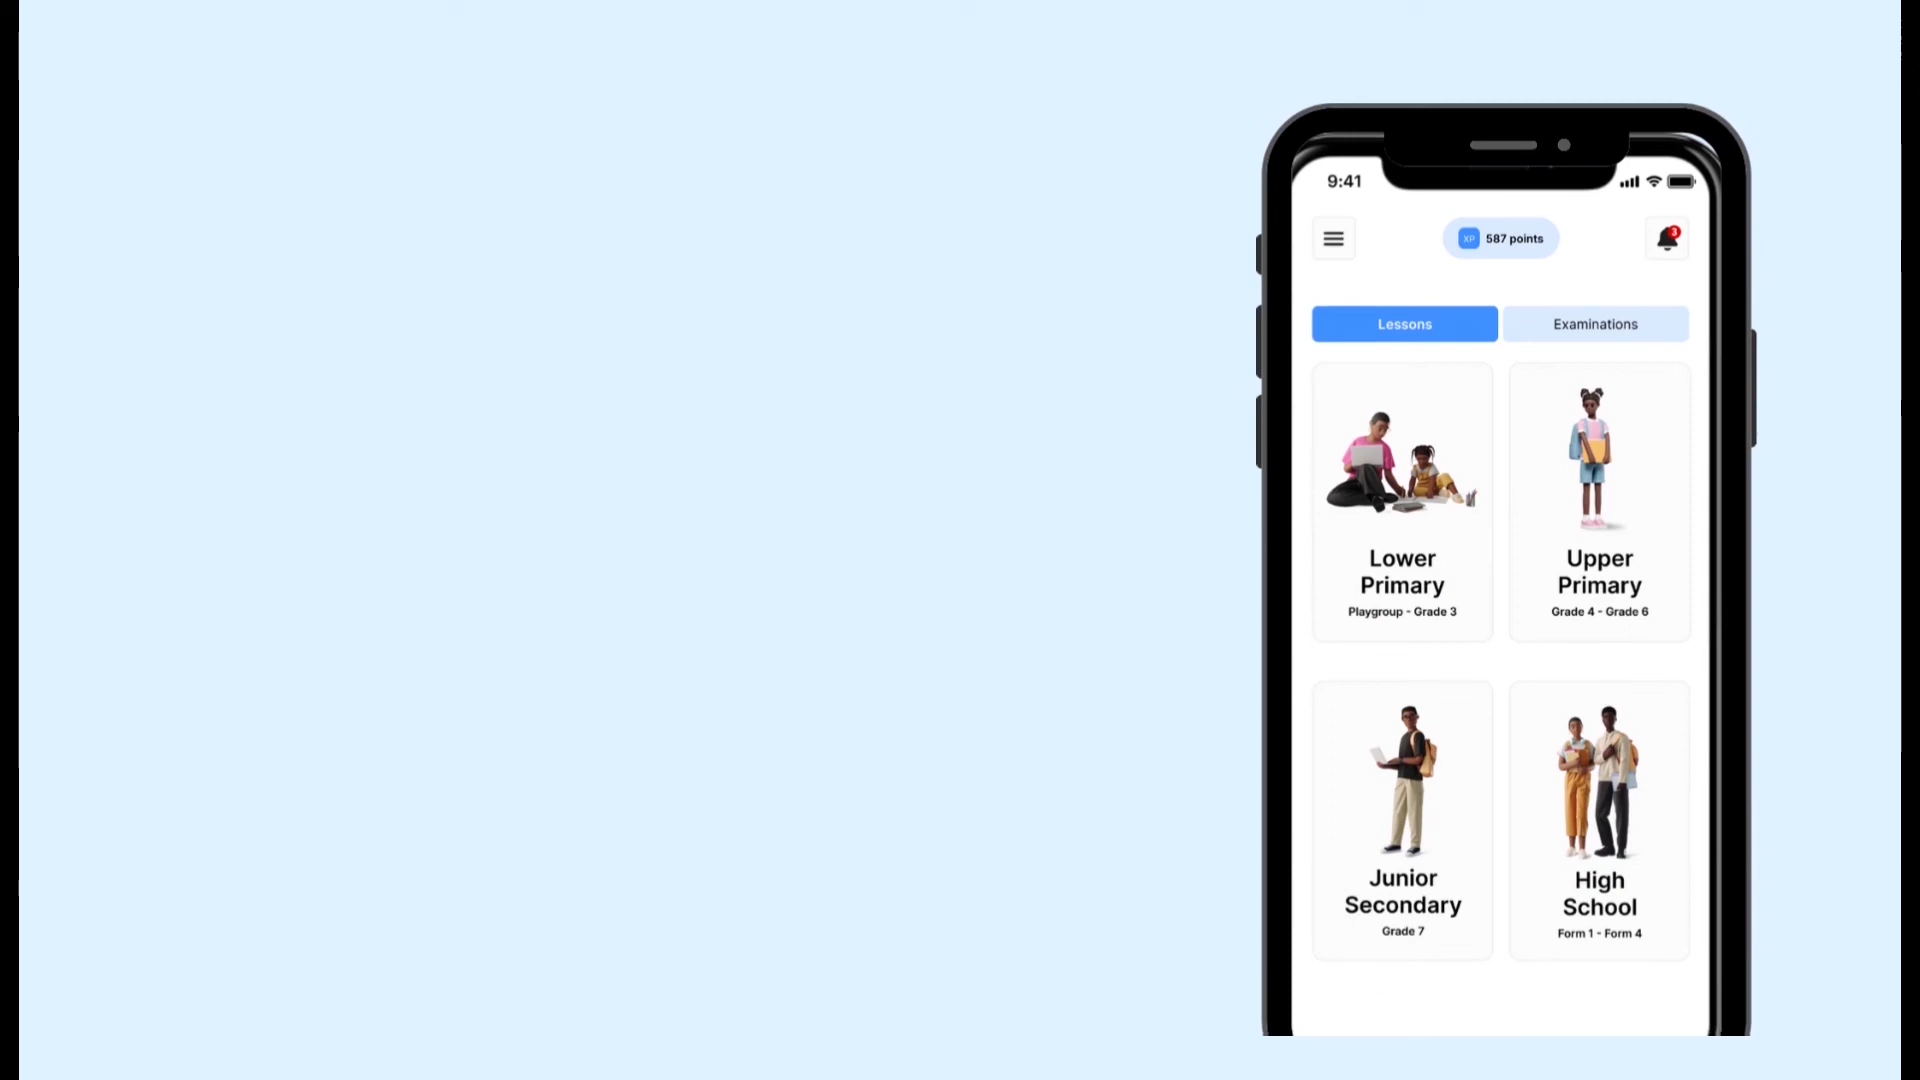 9:41
XP 587 points
3
Lessons
Examinations
Lower
Primary
Playgroup - Grade 3
Upper
Primary
Grade 4 - Grade 6
Junior
Secondary
Grade 7
High
School
Form 1 - Form 4